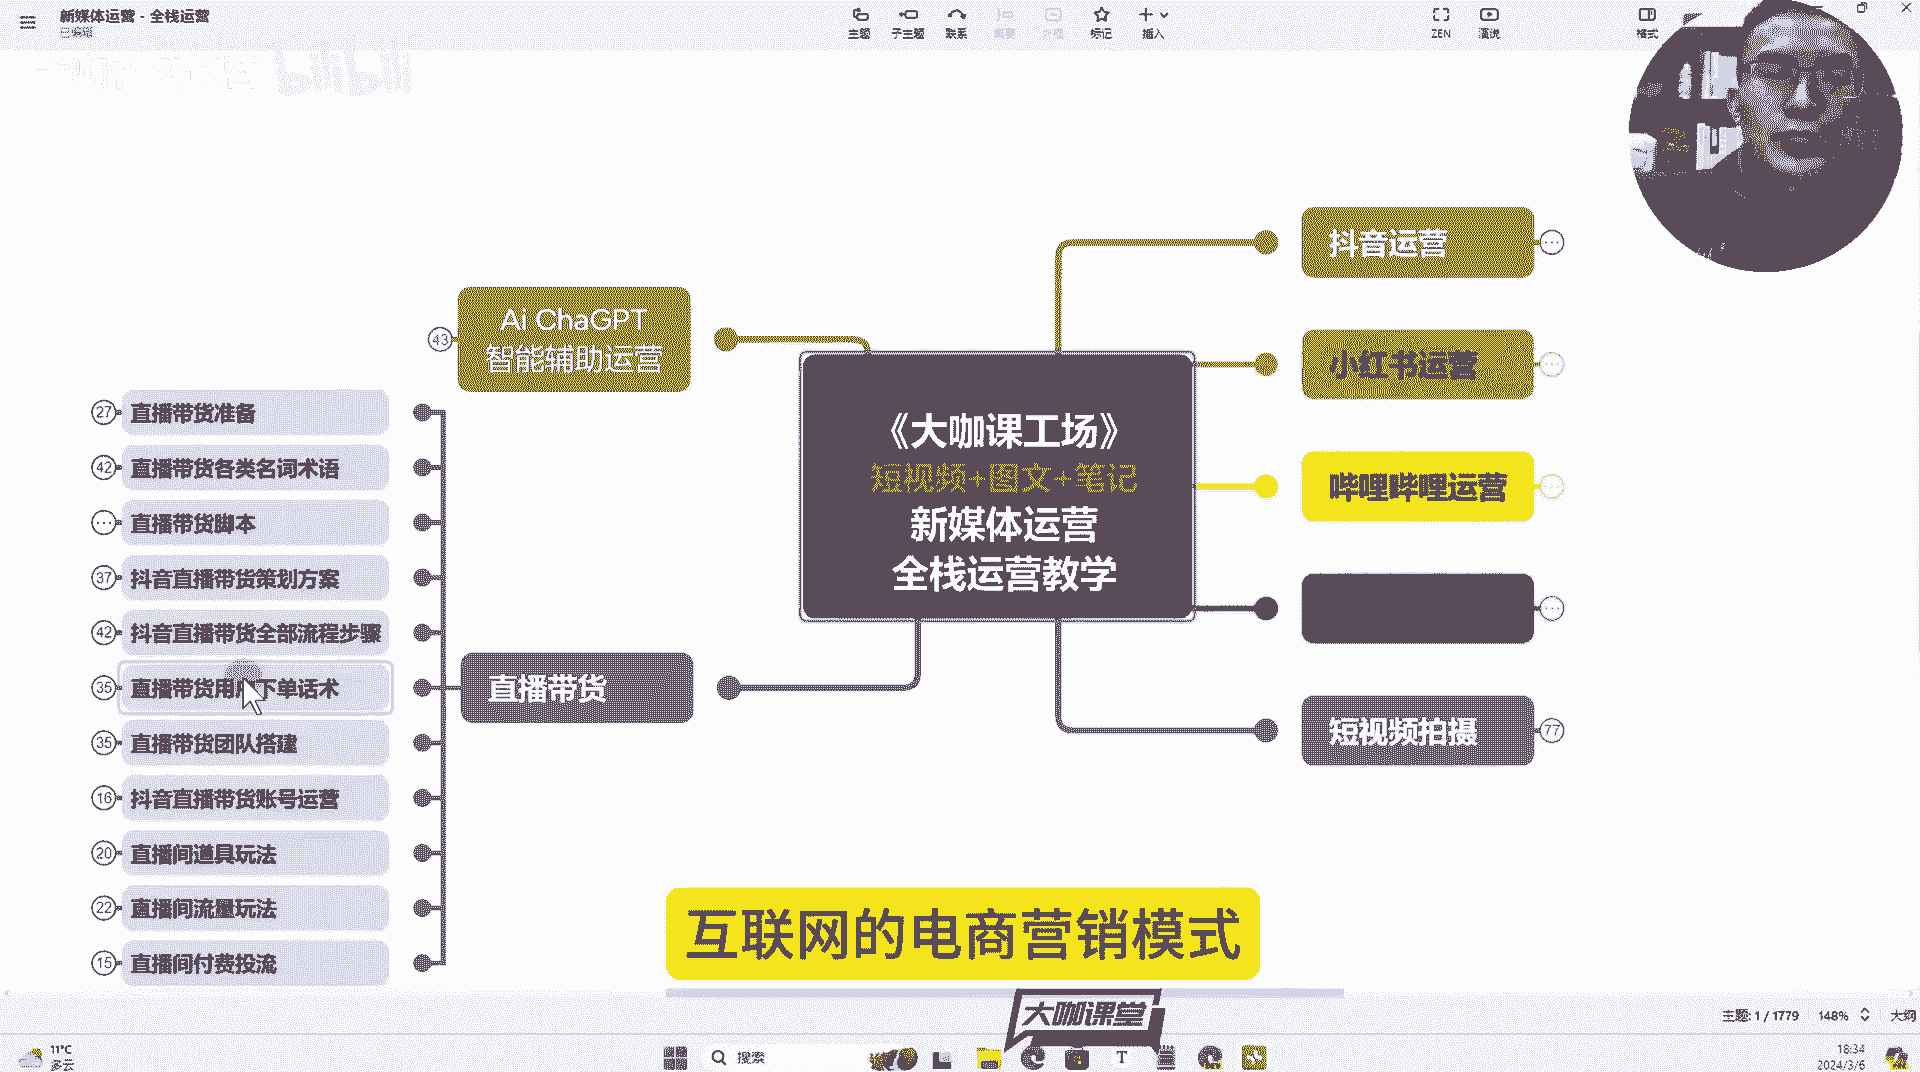 新媒体运营 - 全栈运营
已编辑
主题
子主题
联系
概要
外框
标记
插入
ZEN
演说
格式
bilibili
Ai ChaGPT
智能辅助运营
43
抖音运营
小红书运营
哔哩哔哩运营
短视频拍摄
77
《大咖课工场》
短视频+图文+笔记
新媒体运营
全栈运营教学
直播带货
27
直播带货准备
42
直播带货各类名词术语
直播带货脚本
37
抖音直播带货策划方案
42
抖音直播带货全部流程步骤
35
直播带货用户下单话术
35
直播带货团队搭建
16
抖音直播带货账号运营
20
直播间道具玩法
22
直播间流量玩法
15
直播间付费投流
互联网的电商营销模式
大咖课堂
主题: 1 / 1779
148%
大纲
11°C
多云
搜索
T
DEV
18:34
2024/3/6